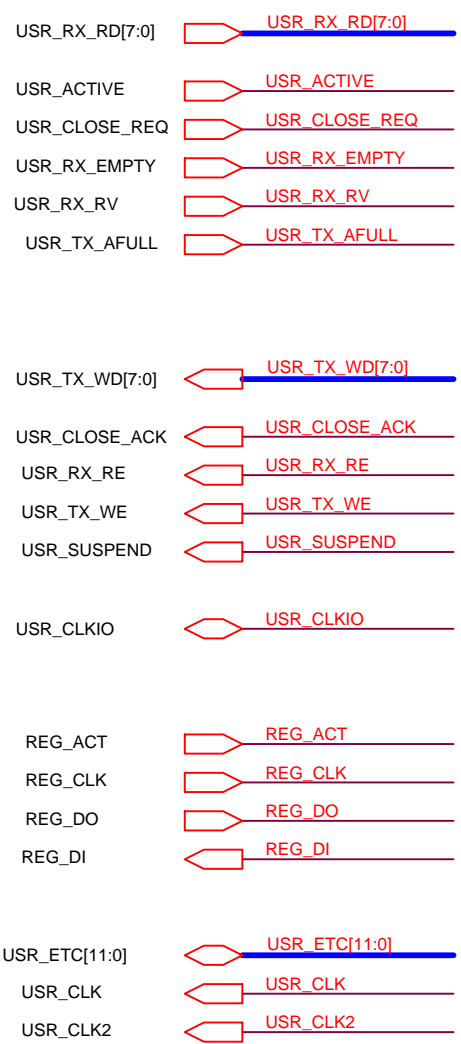 USR_RX_RD[7:0] USR_RX_RD[7:0]
USR_ACTIVE USR_ACTIVE
USR_CLOSE_REQ USR_CLOSE_REQ
USR_RX_EMPTY USR_RX_EMPTY
USR_RX_RV USR_RX_RV
USR_TX_AFULL USR_TX_AFULL
USR_TX_WD[7:0] USR_TX_WD[7:0]
USR_CLOSE_ACK USR_CLOSE_ACK
USR_RX_RE USR_RX_RE
USR_TX_WE USR_TX_WE
USR_SUSPEND USR_SUSPEND
USR_CLKIO USR_CLKIO
REG_ACT REG_ACT
REG_CLK REG_CLK
REG_DO REG_DO
REG_DI REG_DI
USR_ETC[11:0] USR_ETC[11:0]
USR_CLK USR_CLK
USR_CLK2 USR_CLK2